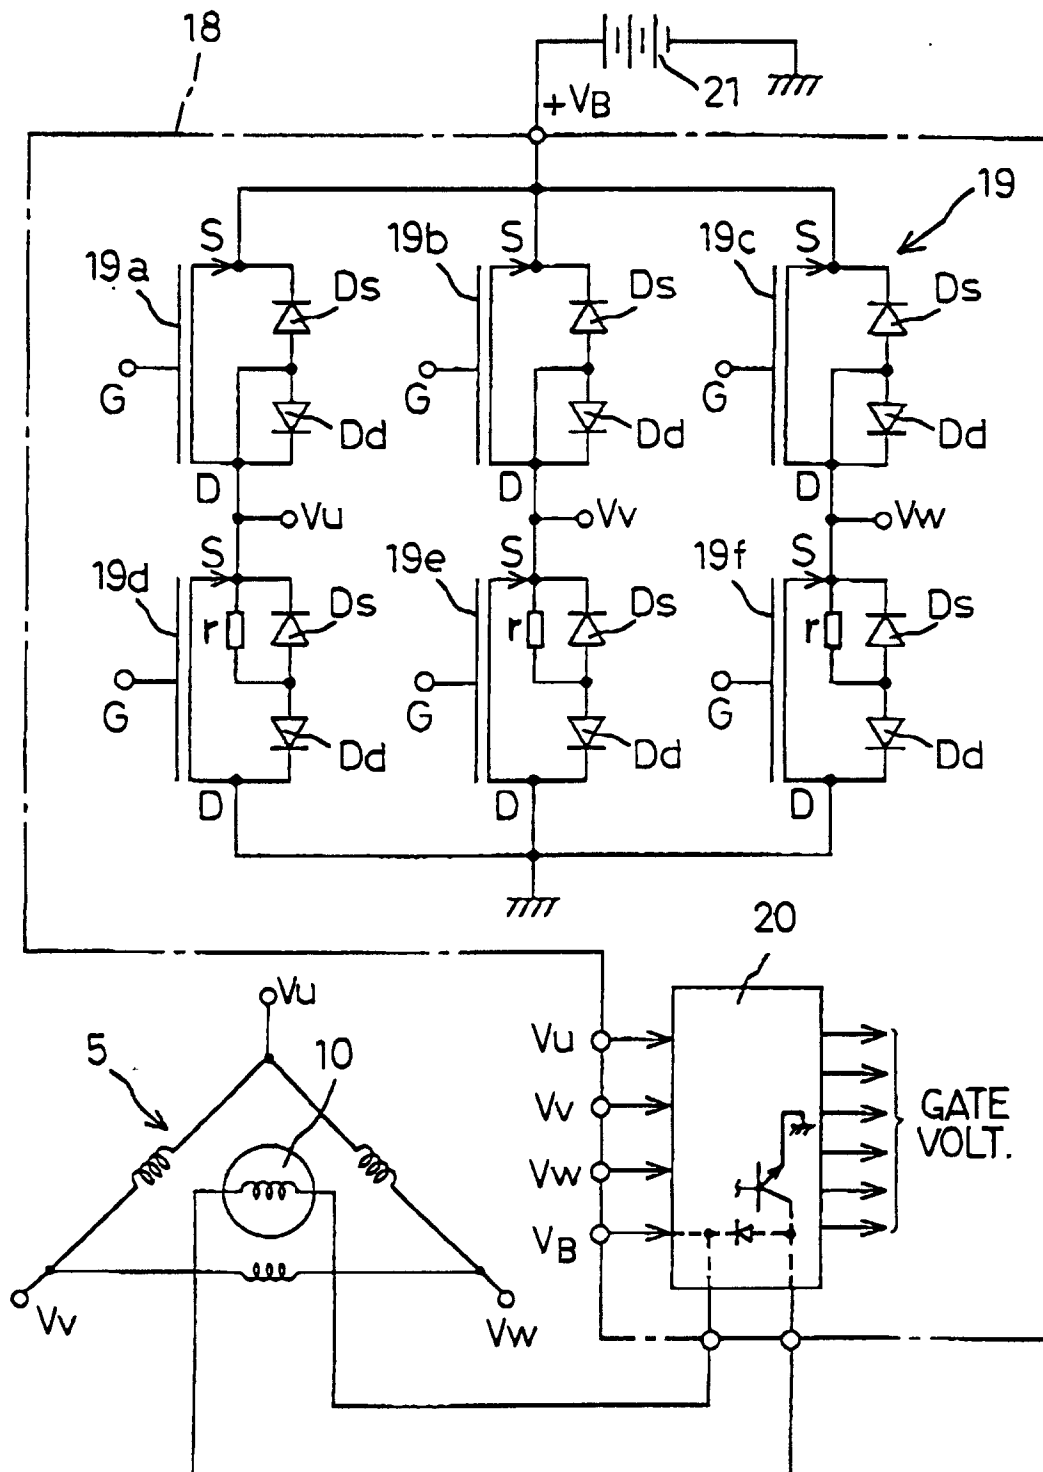 18
21
+VB
19
19a S Ds G Dd D
19b S Ds G Dd D
19c S Ds G Dd D
Vu
Vv
Vw
19d S r Ds G Dd D
19e S r Ds G Dd D
19f S r Ds G Dd D
20
Vu
5
10
Vv
Vw
Vu
Vv
Vw
VB
GATE
VOLT.